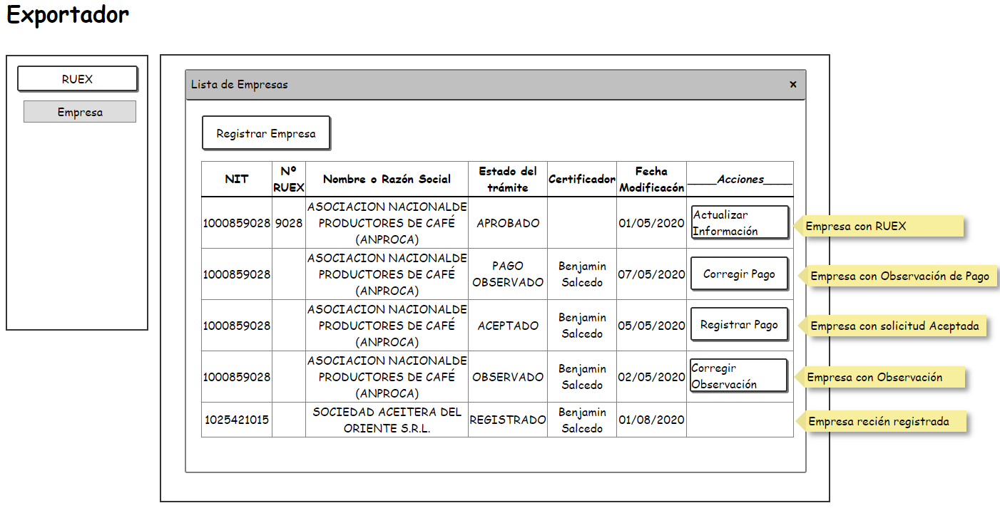 Exportador
RUEX
Empresa
Lista de Empresas
×
Registrar Empresa
NIT
Nº
RUEX
Nombre o Razón Social
Estado del
trámite
Certificador
Fecha
Modificacón
_____Acciones_____
1000859028
9028
ASOCIACION NACIONALDE
PRODUCTORES DE CAFÉ
(ANPROCA)
APROBADO
01/05/2020
Actualizar
Información
Empresa con RUEX
1000859028
ASOCIACION NACIONALDE
PRODUCTORES DE CAFÉ
(ANPROCA)
PAGO
OBSERVADO
Benjamin
Salcedo
07/05/2020
Corregir Pago
Empresa con Observación de Pago
1000859028
ASOCIACION NACIONALDE
PRODUCTORES DE CAFÉ
(ANPROCA)
ACEPTADO
Benjamin
Salcedo
05/05/2020
Registrar Pago
Empresa con solicitud Aceptada
1000859028
ASOCIACION NACIONALDE
PRODUCTORES DE CAFÉ
(ANPROCA)
OBSERVADO
Benjamin
Salcedo
02/05/2020
Corregir
Observación
Empresa con Observación
1025421015
SOCIEDAD ACEITERA DEL
ORIENTE S.R.L.
REGISTRADO
Benjamin
Salcedo
01/08/2020
Empresa recién registrada